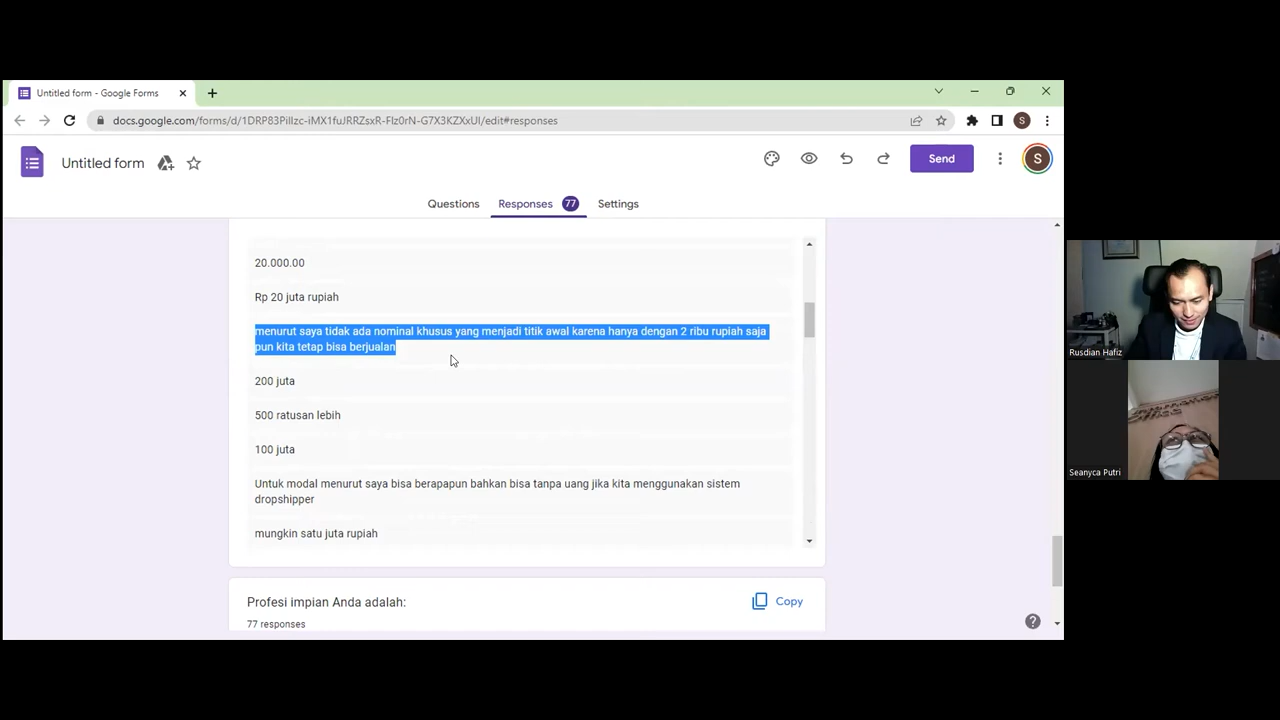 Untitled form - Google Forms
docs.google.com/forms/d/1DRP83PiIlzc-iMX1fuJRRZsxR-Flz0rN-G7X3KZXxUI/edit#responses
S
Untitled form
Send
S
Questions
Responses 77
Settings
20.000.00
Rp 20 juta rupiah
menurut saya tidak ada nominal khusus yang menjadi titik awal karena hanya dengan 2 ribu rupiah saja
pun kita tetap bisa berjualan
200 juta
500 ratusan lebih
100 juta
Untuk modal menurut saya bisa berapapun bahkan bisa tanpa uang jika kita menggunakan sistem
dropshipper
mungkin satu juta rupiah
Profesi impian Anda adalah:
Copy
77 responses
Rusdian Hafiz
Seanyca Putri